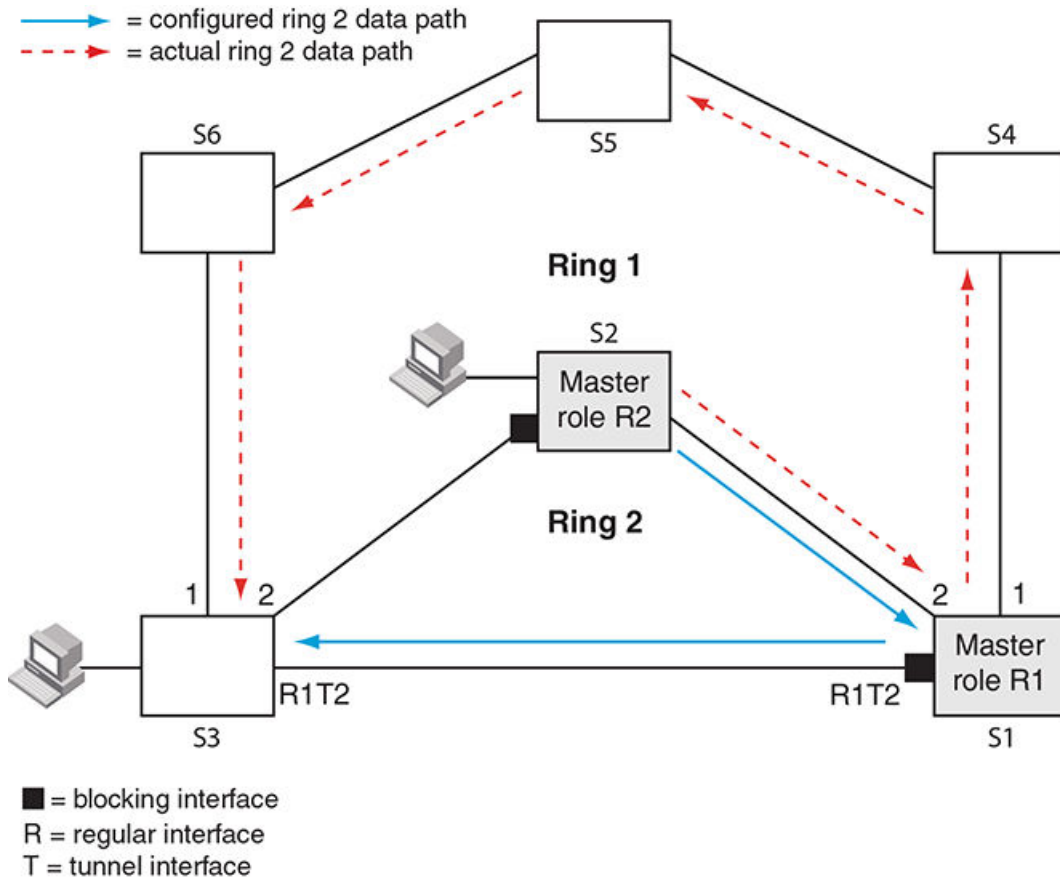 = configured ring 2 data path
= actual ring 2 data path
S6
S5
S4
Ring 1
S2
Master
role R2
Ring 2
1
2
2
1
Master
role R1
R1T2
R1T2
S3
S1
= blocking interface
R = regular interface
T = tunnel interface